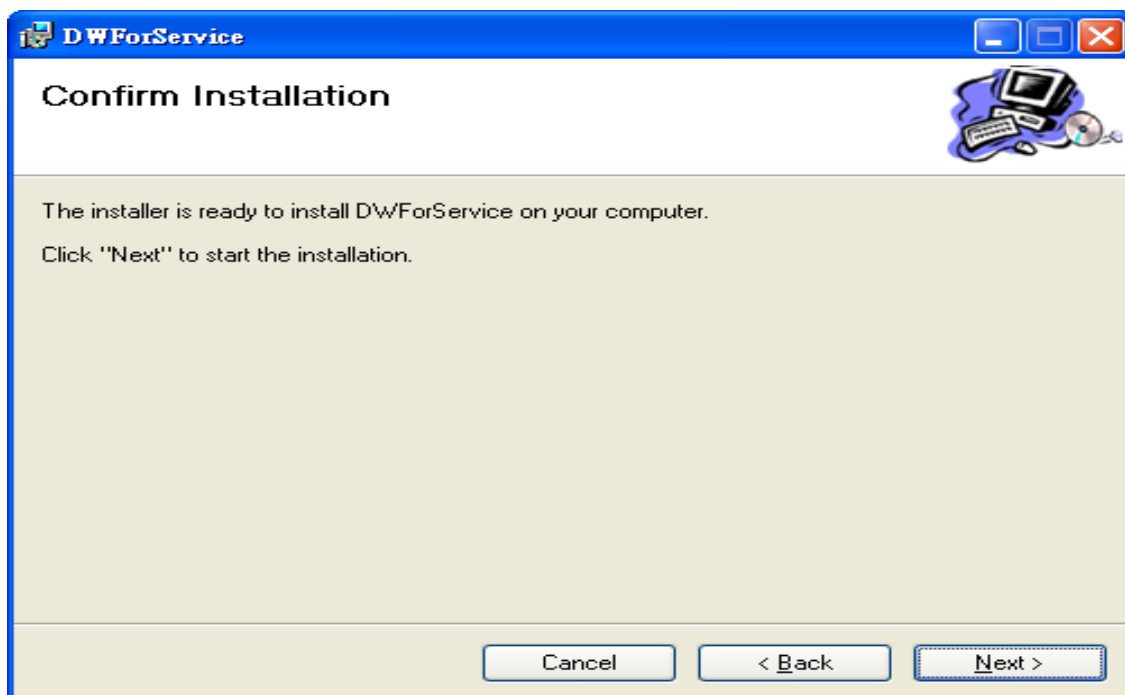 DWForService
Confirm Installation
The installer is ready to install DWForService on your computer.
Click "Next" to start the installation.
Cancel
< Back
Next >